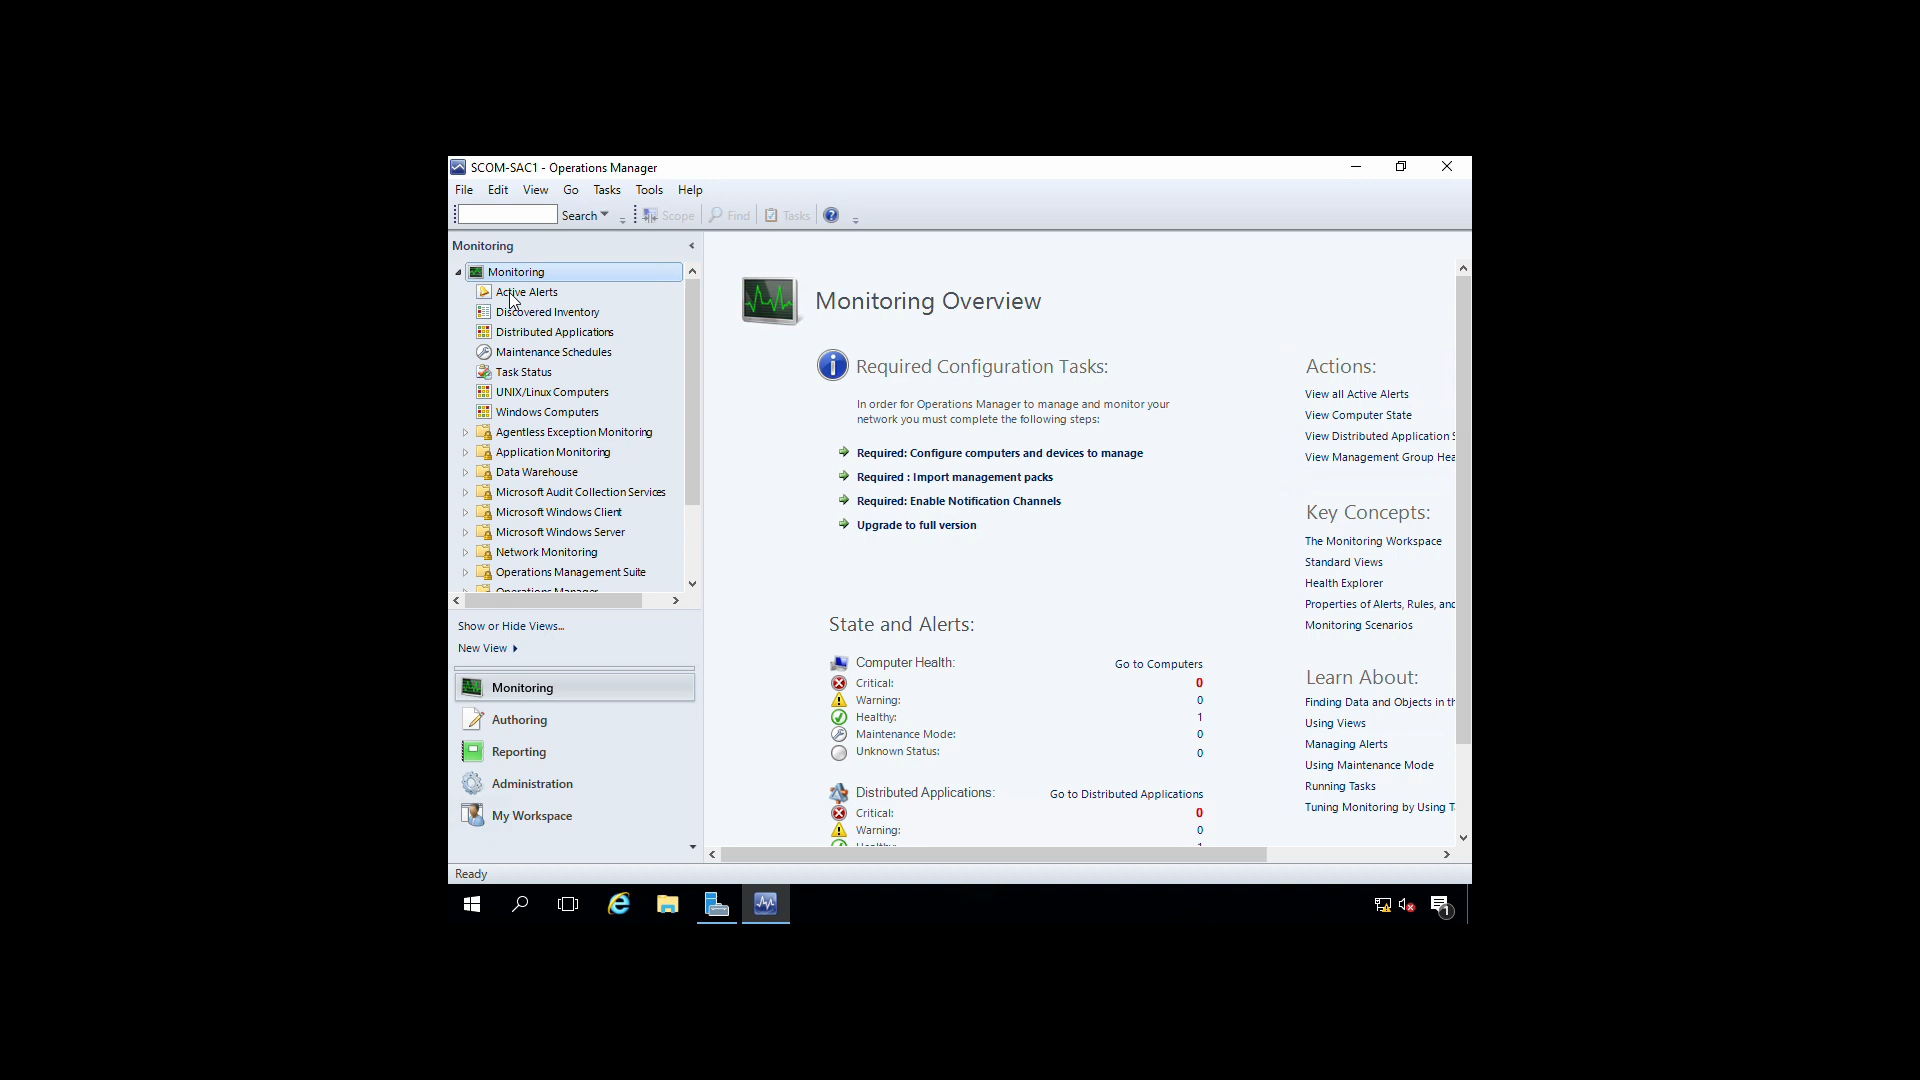 SCOM-SAC1 - Operations Manager
File Edit View Go Tasks Tools Help
Search Scope Find Tasks
Monitoring
Monitoring
Active Alerts
Discovered Inventory
Distributed Applications
Maintenance Schedules
Task Status
UNIX/Linux Computers
Windows Computers
Agentless Exception Monitoring
Application Monitoring
Data Warehouse
Microsoft Audit Collection Services
Microsoft Windows Client
Microsoft Windows Server
Network Monitoring
Operations Management Suite
Operations Manager
Show or Hide Views...
New View
Monitoring
Authoring
Reporting
Administration
My Workspace
Monitoring Overview
Required Configuration Tasks:
In order for Operations Manager to manage and monitor your
network you must complete the following steps:
Required: Configure computers and devices to manage
Required : Import management packs
Required: Enable Notification Channels
Upgrade to full version
State and Alerts:
Computer Health: Go to Computers
Critical: 0
Warning: 0
Healthy: 1
Maintenance Mode: 0
Unknown Status: 0
Distributed Applications: Go to Distributed Applications
Critical: 0
Warning: 0
Healthy: 1
Actions:
View all Active Alerts
View Computer State
View Distributed Application S
View Management Group Hea
Key Concepts:
The Monitoring Workspace
Standard Views
Health Explorer
Properties of Alerts, Rules, and
Monitoring Scenarios
Learn About:
Finding Data and Objects in th
Using Views
Managing Alerts
Using Maintenance Mode
Running Tasks
Tuning Monitoring by Using T
Ready
1